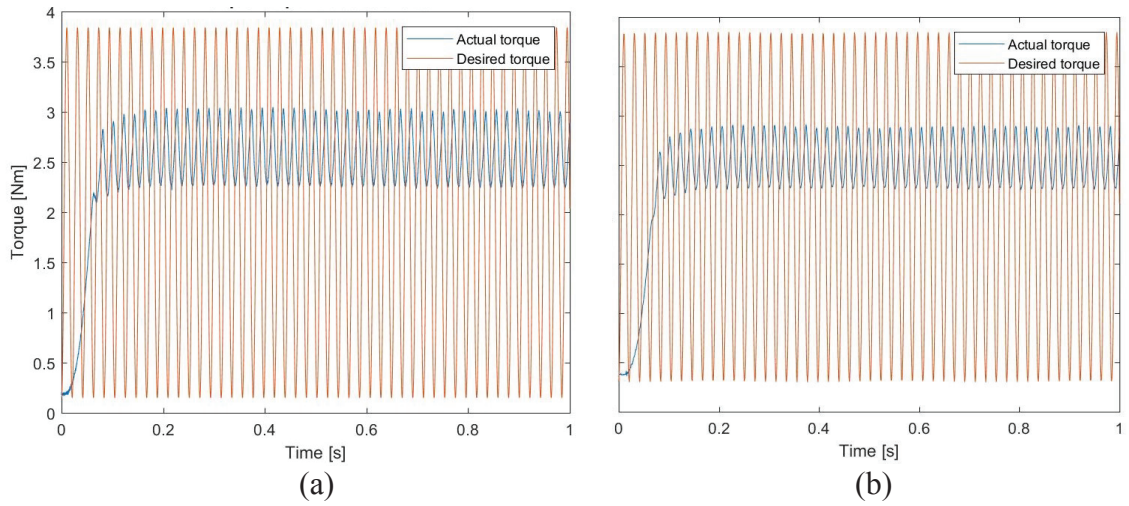 4
3.5
3
2.5
2
1.5
1
0.5
0
Torque [Nm]
Actual torque
Desired torque
0 0.2 0.4 0.6 0.8 1
Time [s]
(a)
Actual torque
Desired torque
0 0.2 0.4 0.6 0.8 1
Time [s]
(b)